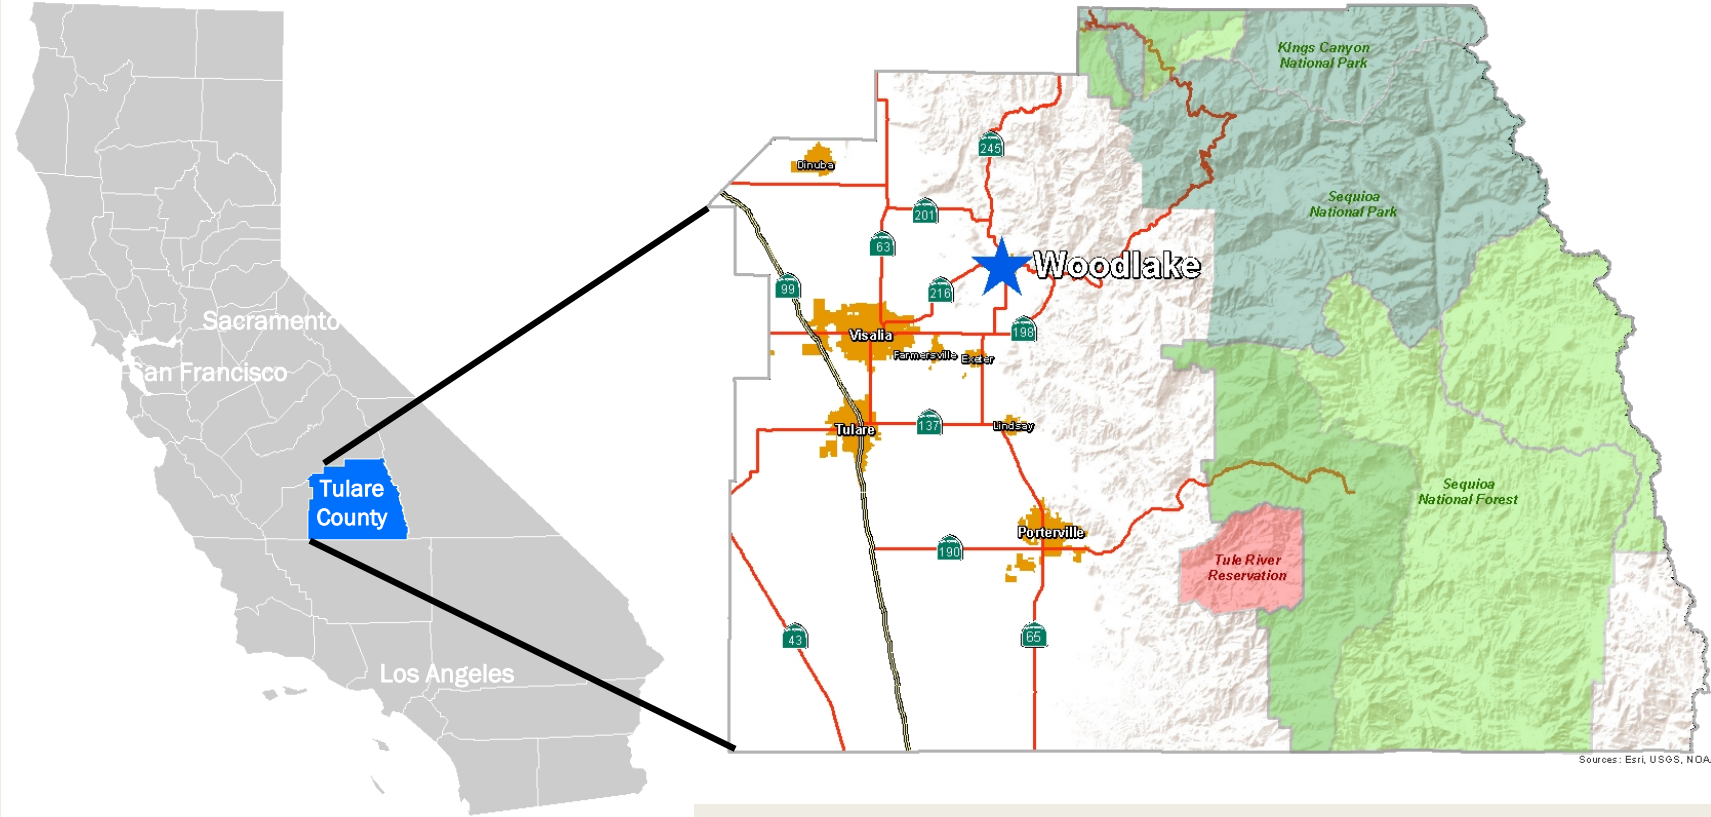 Sacramento
San Francisco
Tulare
County
Los Angeles
Kings Canyon
National Park
Dinuba
245
Sequioa
National Park
201
63
Woodlake
99
216
198
Visalia
Farmersville
Exeter
Tulare
137
Lindsay
Sequioa
National Forest
Porterville
190
Tule River
Reservation
43
65
Sources: Esri, USGS, NOA